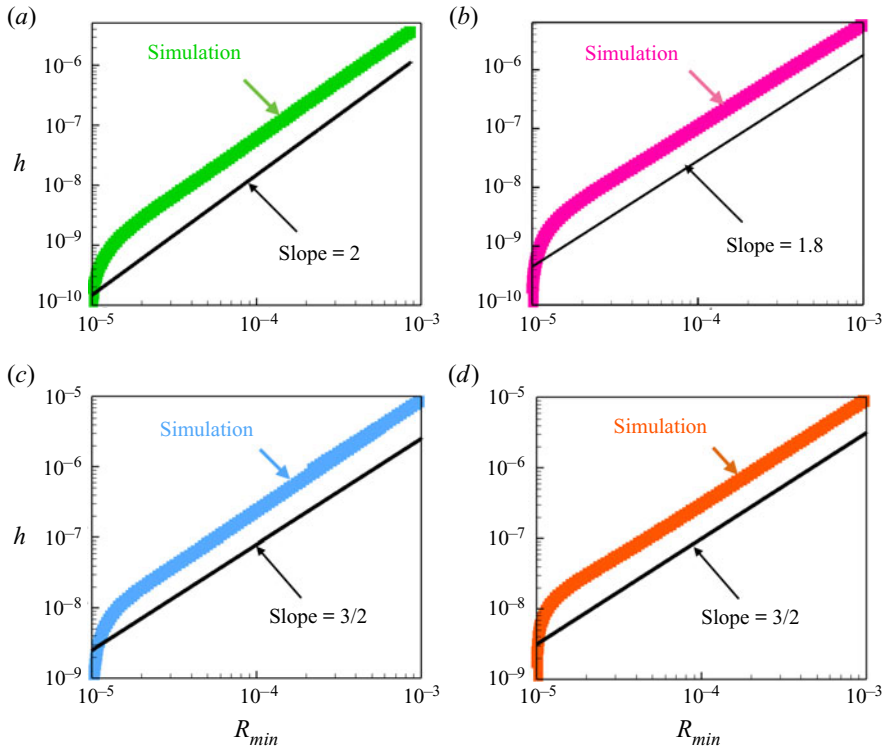 (a)
(b)
10⁻⁶
10⁻⁶
Simulation
Simulation
h
10⁻⁷
10⁻⁷
10⁻⁸
10⁻⁸
10⁻⁹
10⁻⁹
Slope = 2
Slope = 1.8
10⁻¹⁰
10⁻¹⁰
10⁻⁵ 10⁻⁴ 10⁻³
10⁻⁵ 10⁻⁴ 10⁻³
(c)
(d)
10⁻⁵
10⁻⁵
Simulation
Simulation
10⁻⁶
10⁻⁶
h
10⁻⁷
10⁻⁷
10⁻⁸
10⁻⁸
Slope = 3/2
Slope = 3/2
10⁻⁹
10⁻⁹
10⁻⁵ 10⁻⁴ 10⁻³
10⁻⁵ 10⁻⁴ 10⁻³
R_min
R_min